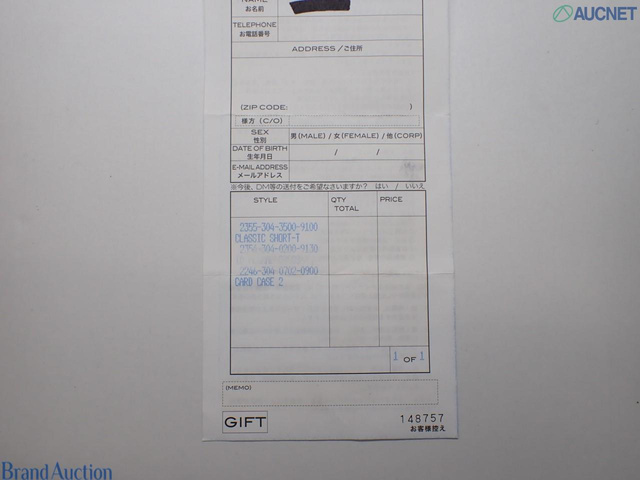 NAME
お名前
AUCNET
TELEPHONE
お電話番号
ADDRESS/ご住所
(ZIP CODE: )
様方 (C/O)
SEX
性別
男(MALE) / 女(FEMALE) / 他(CORP)
DATE OF BIRTH
生年月日
/ /
E-MAIL ADDRESS
メールアドレス
※今後、DM等の送付をご希望なさいますか? はい / いいえ
STYLE QTY TOTAL PRICE
2355-304-3500-9100
CLASSIC SHORT-T
2246-304 0702-0900
CARD CASE 2
1 OF 1
(MEMO)
GIFT
148757
お客様控え
Brand Auction